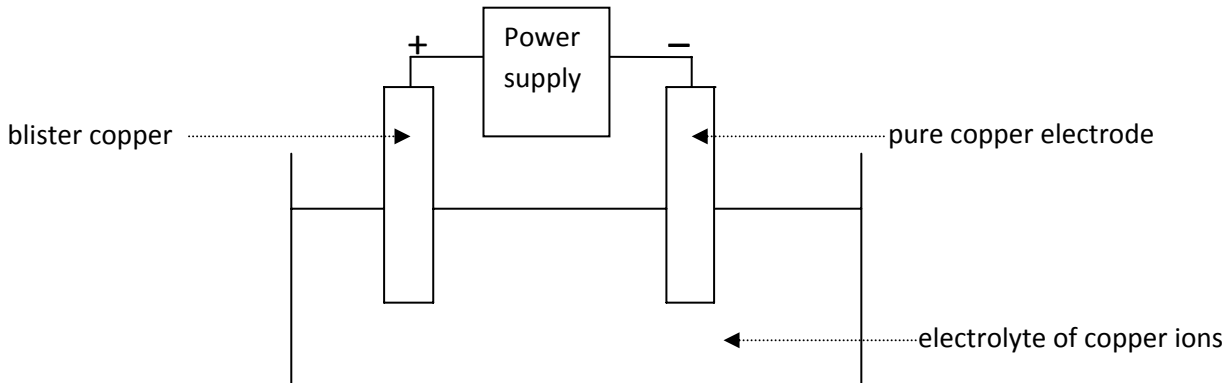 +
Power
supply
–
blister copper
pure copper electrode
electrolyte of copper ions